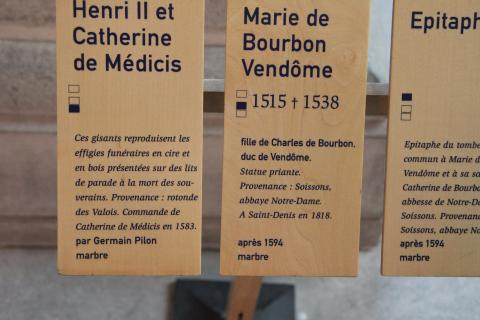 Henri II et
Catherine
de Médicis
Ces gisants reproduisent les
effigies funéraires en cire et
en bois présentées sur des lits
de parade à la mort des sou-
verains. Provenance : rotonde
des Valois. Commande de
Catherine de Médicis en 1583.
par Germain Pilon
marbre
Marie de
Bourbon
Vendôme
1515 † 1538
fille de Charles de Bourbon,
duc de Vendôme.
Statue priante.
Provenance : Soissons,
abbaye Notre-Dame.
A Saint-Denis en 1818.
après 1594
marbre
Epitaph
Epitaphe du tombe
commun à Marie d
Vendôme et à sa so
Catherine de Bourbo
abbesse de Notre-Da
Soissons. Provenanc
Soissons, abbaye No
après 1594
marbre